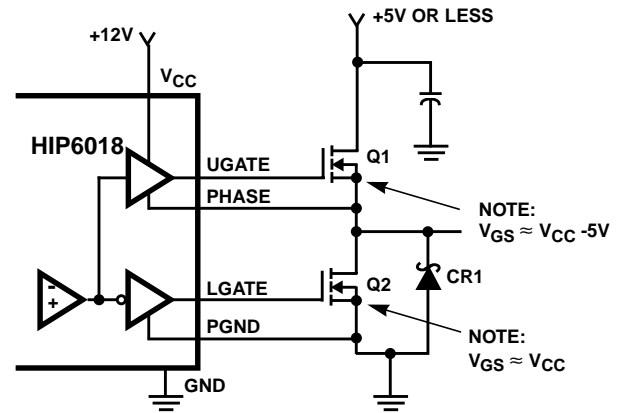 +5V OR LESS
+12V
VCC
HIP6018
UGATE
Q1
PHASE
NOTE:
VGS ≈ VCC -5V
-
+
LGATE
Q2
CR1
PGND
NOTE:
VGS ≈ VCC
GND